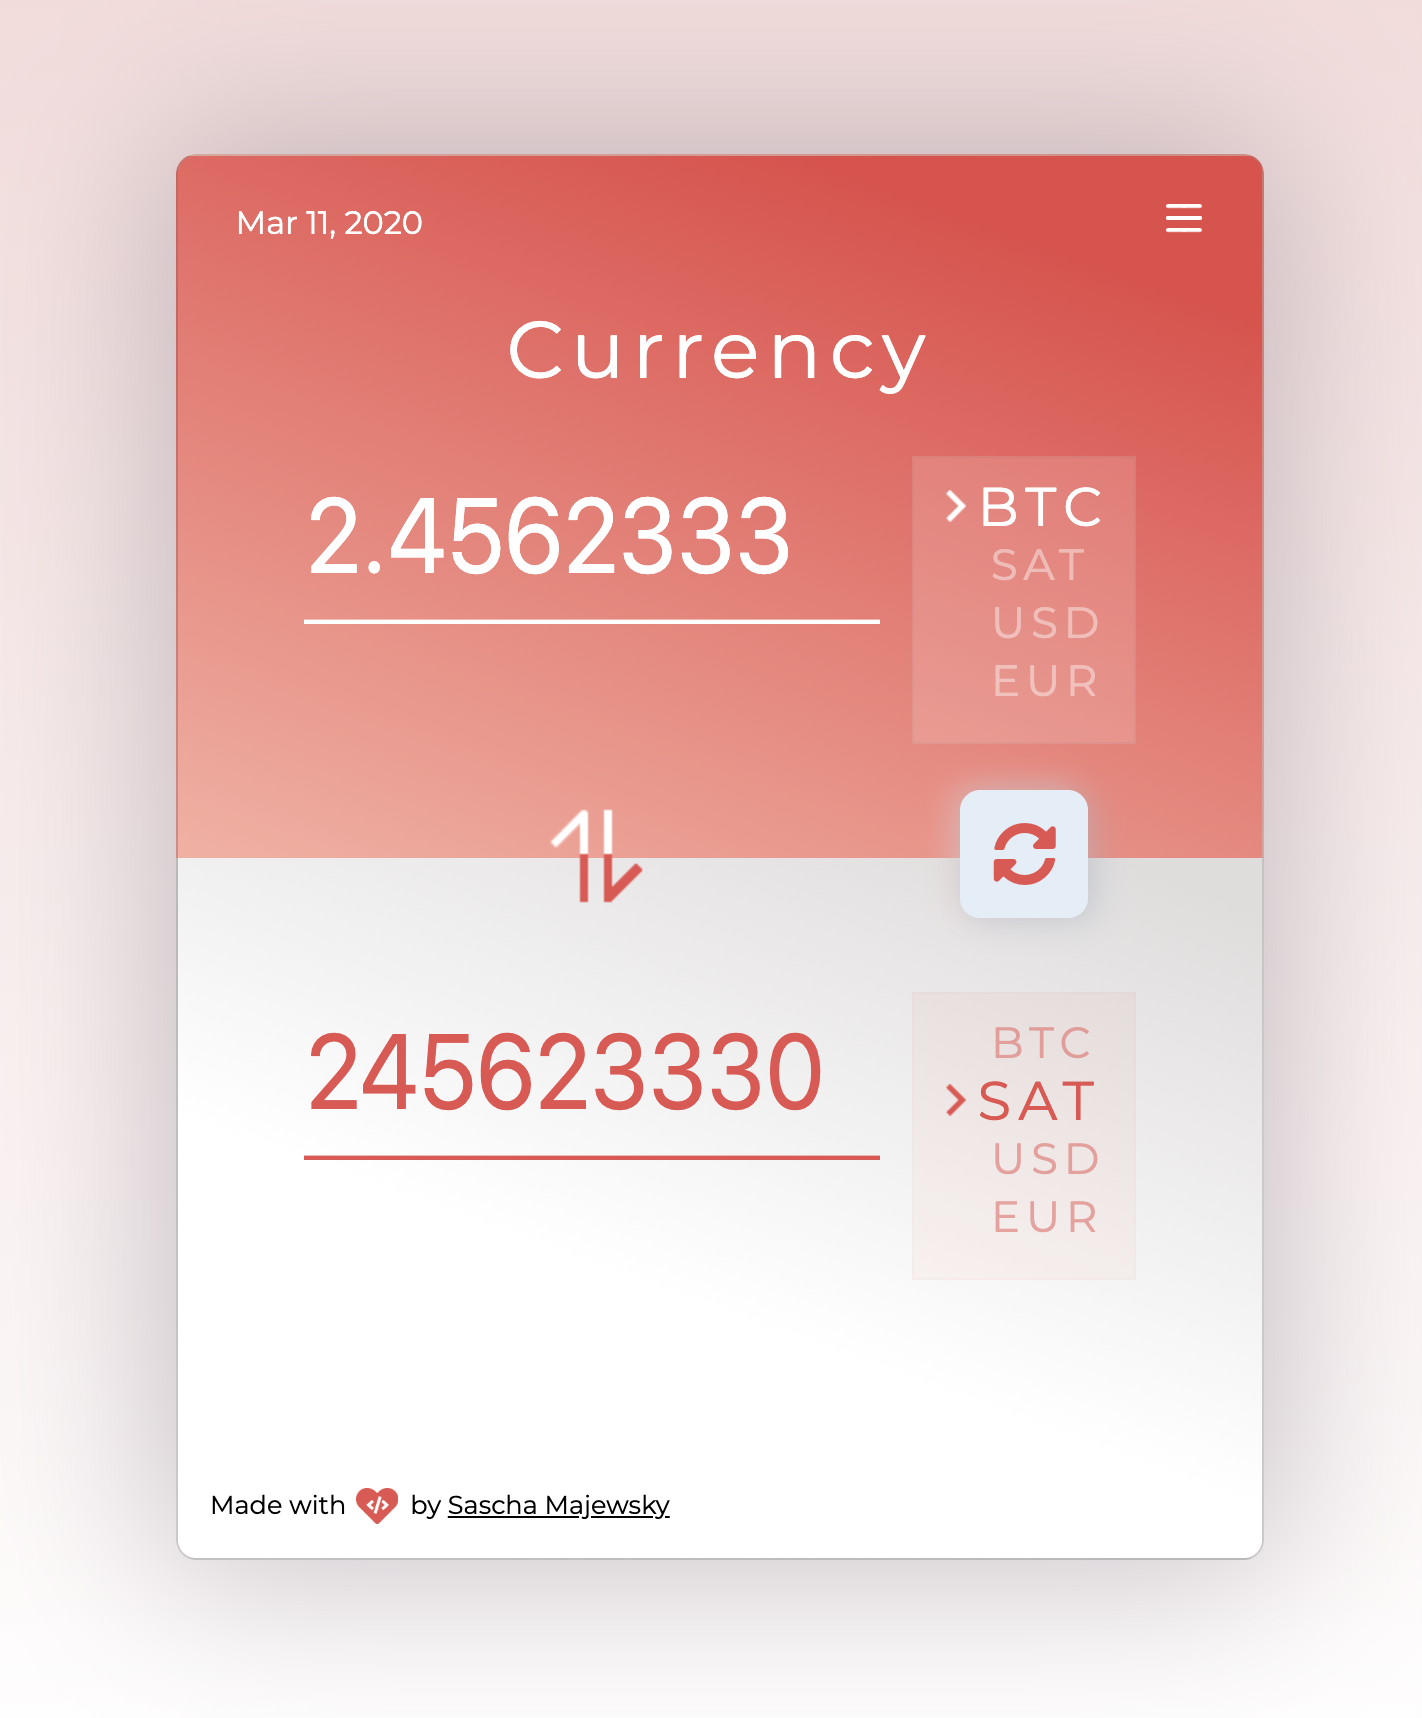 Mar 11, 2020
Currency
2.4562333
BTC
SAT
USD
EUR
245623330
BTC
SAT
USD
EUR
Made with by Sascha Majewsky